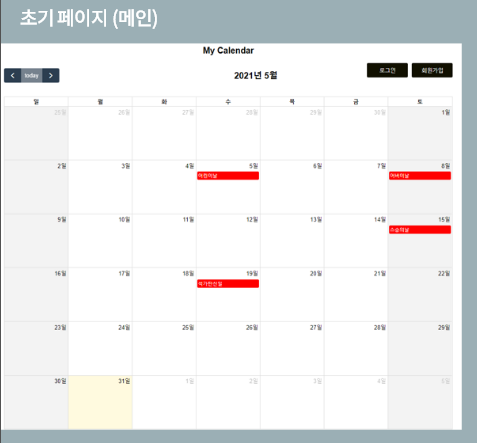 초기 페이지 (메인)
My Calendar
today
2021년 5월
로그인 회원가입
일 월 화 수 목 금 토
25일 26일 27일 28일 29일 30일 1일
2일 3일 4일 5일 6일 7일 8일
어린이날 어버이날
9일 10일 11일 12일 13일 14일 15일
스승의날
16일 17일 18일 19일 20일 21일 22일
석가탄신일
23일 24일 25일 26일 27일 28일 29일
30일 31일 1일 2일 3일 4일 5일